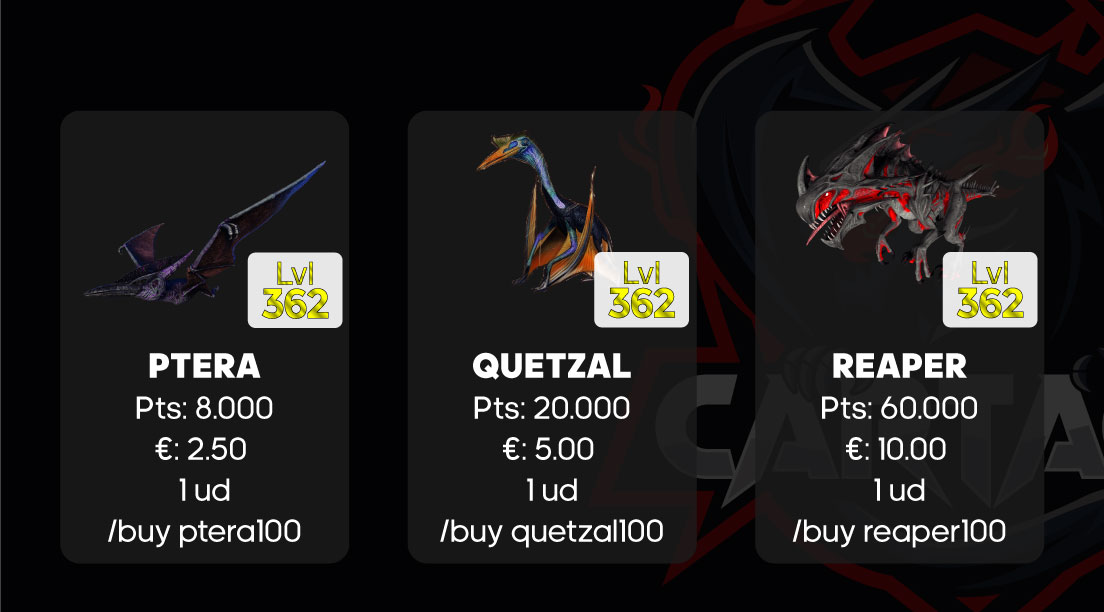 Lvl
362
PTERA
Pts: 8.000
€: 2.50
1 ud
/buy ptera100
Lvl
362
QUETZAL
Pts: 20.000
€: 5.00
1 ud
/buy quetzal100
Lvl
362
REAPER
Pts: 60.000
€: 10.00
1 ud
/buy reaper100